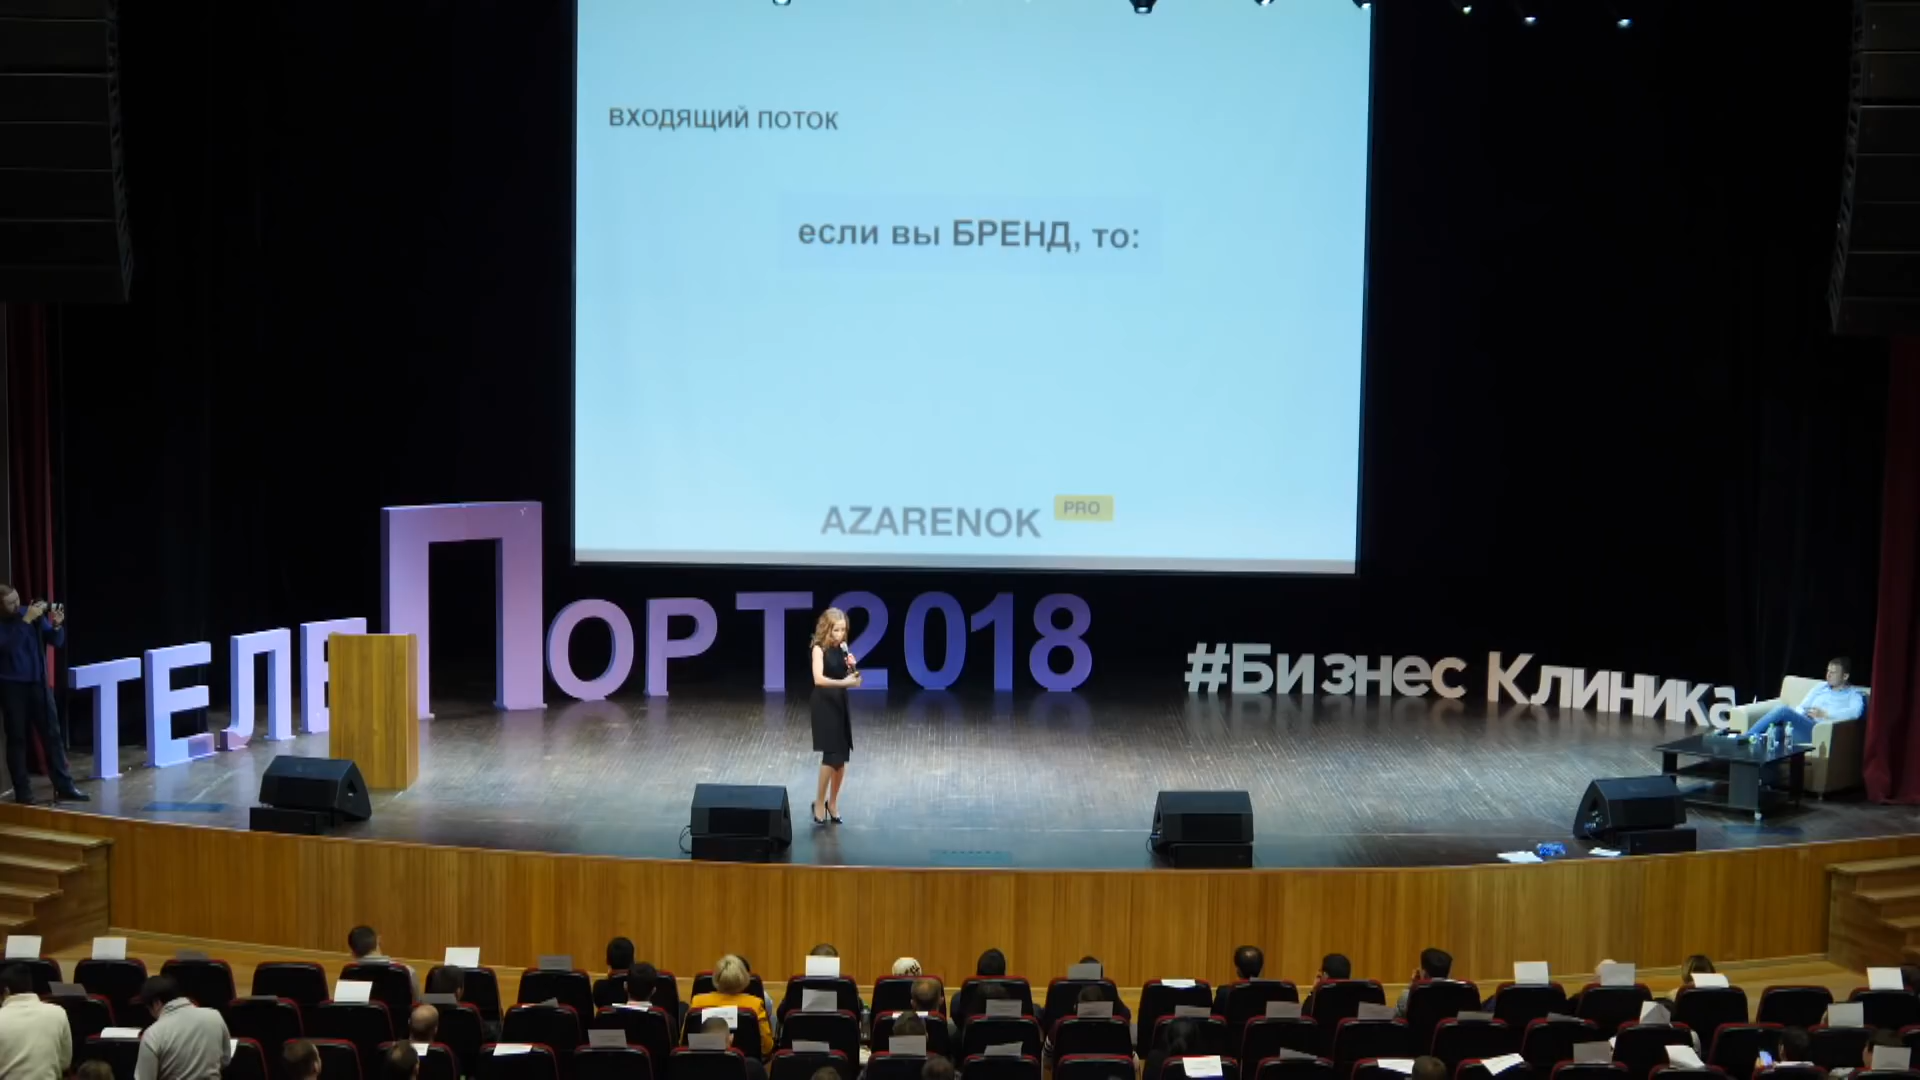 ВХОДЯЩИЙ ПОТОК
если вы БРЕНД, то:
AZARENOK PRO
ТЕЛЕПОРТ2018
#Бизнес Клиника